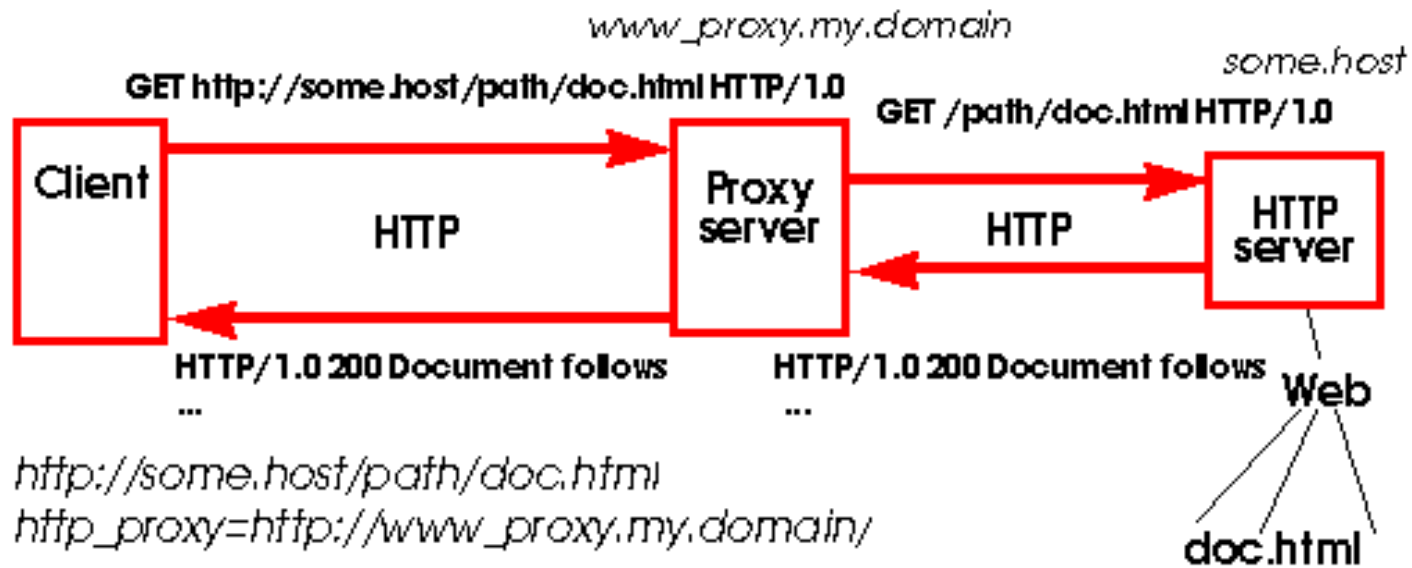 www_proxy.my.domain
some.host
GET http://some.host/path/doc.html HTTP/1.0
GET /path/doc.html HTTP/1.0
Client
Proxy
server
HTTP
server
HTTP
HTTP
HTTP/1.0 200 Document follows
...
HTTP/1.0 200 Document follows
...
Web
http://some.host/path/doc.html
http_proxy=http://www_proxy.my.domain/
doc.html